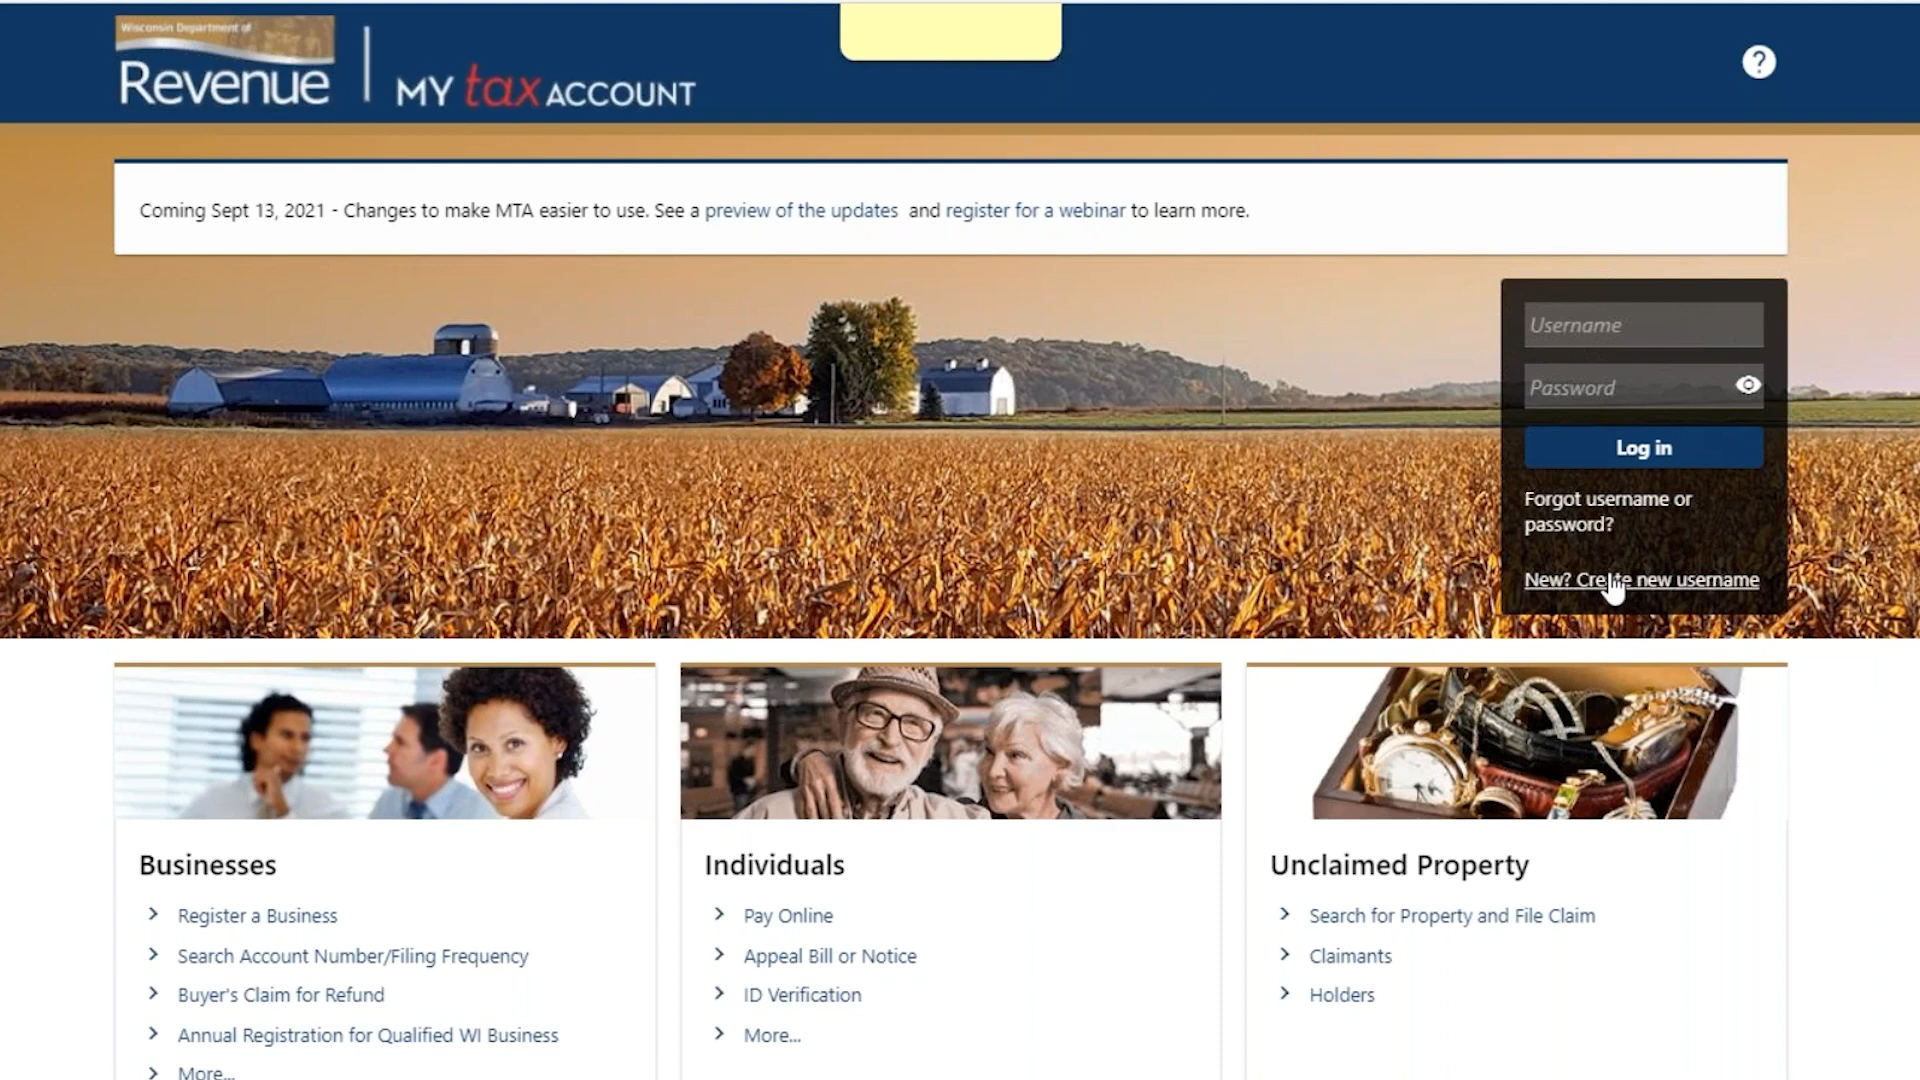 Wisconsin Department of
Revenue
MY tax ACCOUNT
?
Coming Sept 13, 2021 - Changes to make MTA easier to use. See a preview of the updates and register for a webinar to learn more.
Username
Password
Log in
Forgot username or
password?
New? Create new username
Businesses
Register a Business
Search Account Number/Filing Frequency
Buyer's Claim for Refund
Annual Registration for Qualified WI Business
More...
Individuals
Pay Online
Appeal Bill or Notice
ID Verification
More...
Unclaimed Property
Search for Property and File Claim
Claimants
Holders